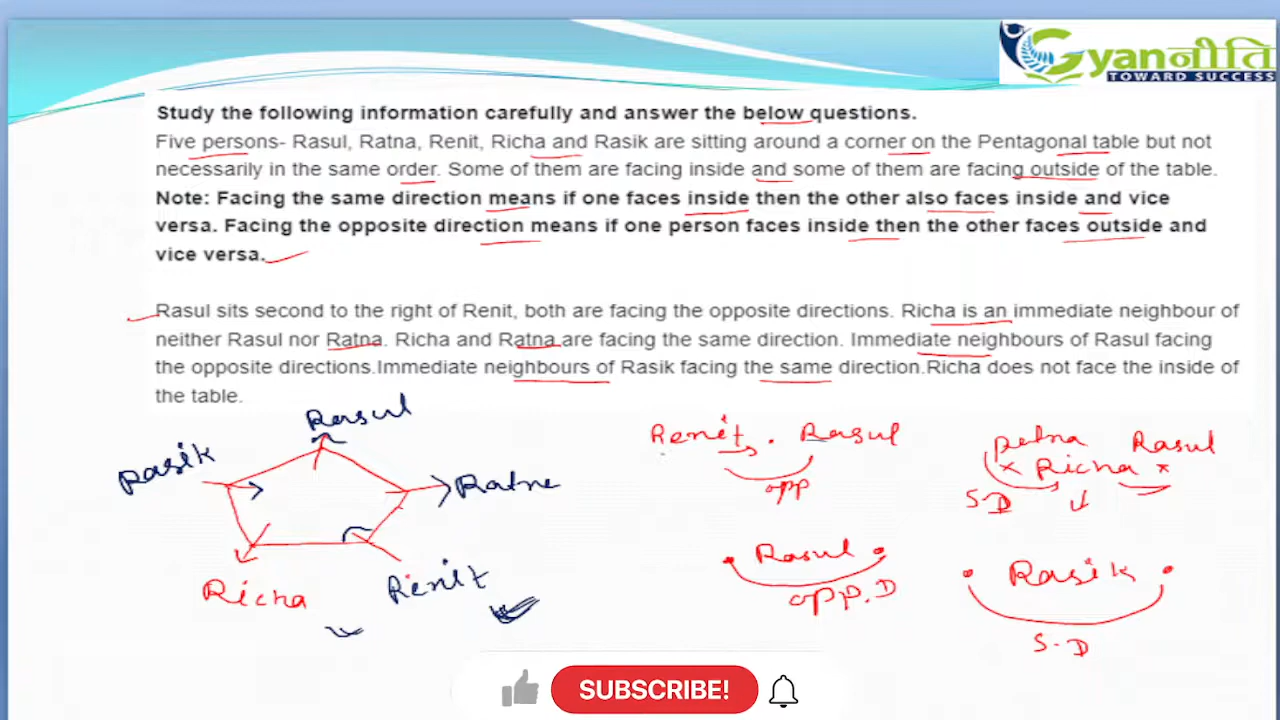 Gyanनीति
TOWARD SUCCESS
Study the following information carefully and answer the below questions.
Five persons- Rasul, Ratna, Renit, Richa and Rasik are sitting around a corner on the Pentagonal table but not
necessarily in the same order. Some of them are facing inside and some of them are facing outside of the table.
Note: Facing the same direction means if one faces inside then the other also faces inside and vice
versa. Facing the opposite direction means if one person faces inside then the other faces outside and
vice versa.
Rasul sits second to the right of Renit, both are facing the opposite directions. Richa is an immediate neighbour of
neither Rasul nor Ratna. Richa and Ratna are facing the same direction. Immediate neighbours of Rasul facing
the opposite directions.Immediate neighbours of Rasik facing the same direction.Richa does not face the inside of
the table.
Rasul
Rasik
Ratna
Richa
Renit
Renit . Rasul
opp
Ratna Rasul
x Richa x
S-D
Rasul
opp. D
Rasik
S-D
SUBSCRIBE!